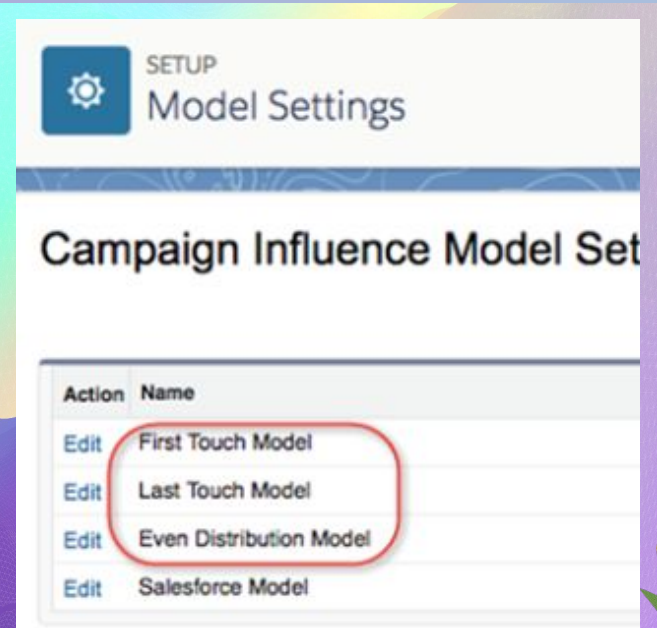 SETUP
Model Settings
Campaign Influence Model Set
Action Name
Edit First Touch Model
Edit Last Touch Model
Edit Even Distribution Model
Edit Salesforce Model